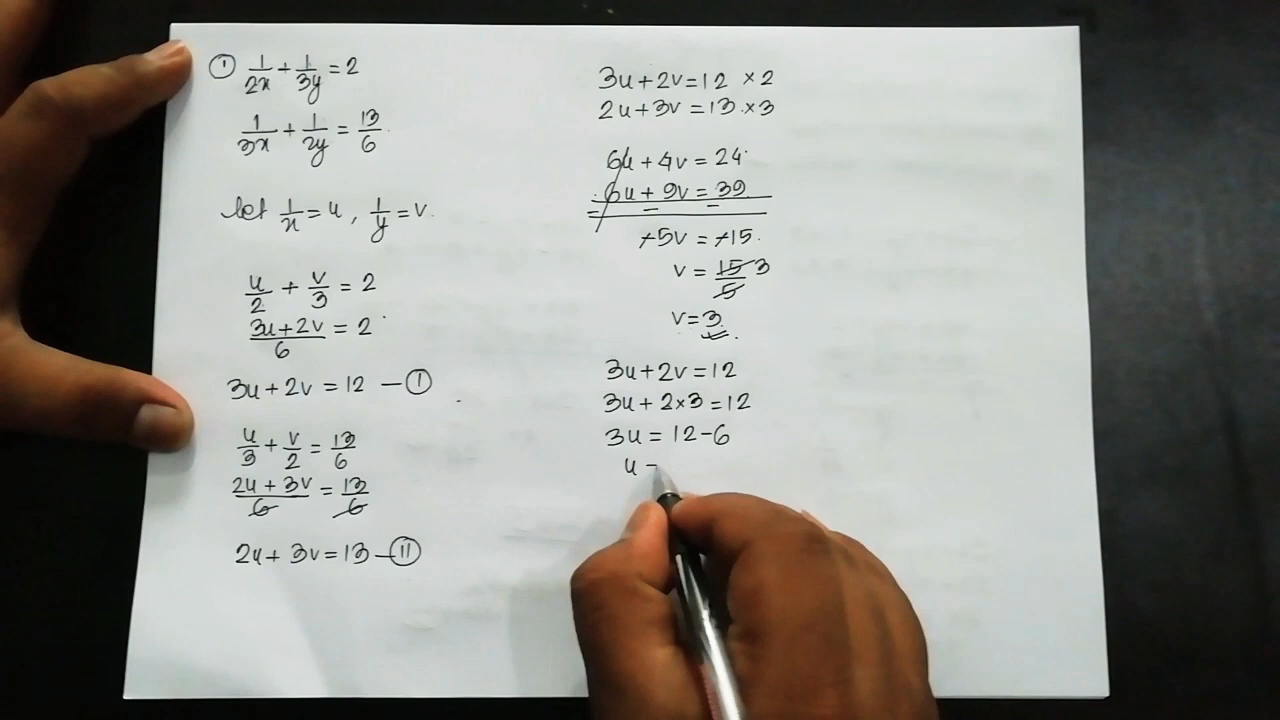 ① 1/2x + 1/3y = 2
1/3x + 1/2y = 13/6
let 1/x = u, 1/y = v.
u/2 + v/3 = 2
3u+2v/6 = 2
3u + 2v = 12 — ①
u/3 + v/2 = 13/6
2u + 3v/6 = 13/6
2u + 3v = 13 — ⑪
3u + 2v = 12 × 2
2u + 3v = 13 × 3
6u + 4v = 24
6u + 9v = 39
- - -
-5v = -15.
v = 15/5 3
v = 3.
3u + 2v = 12
3u + 2×3 = 12
3u = 12-6
u -